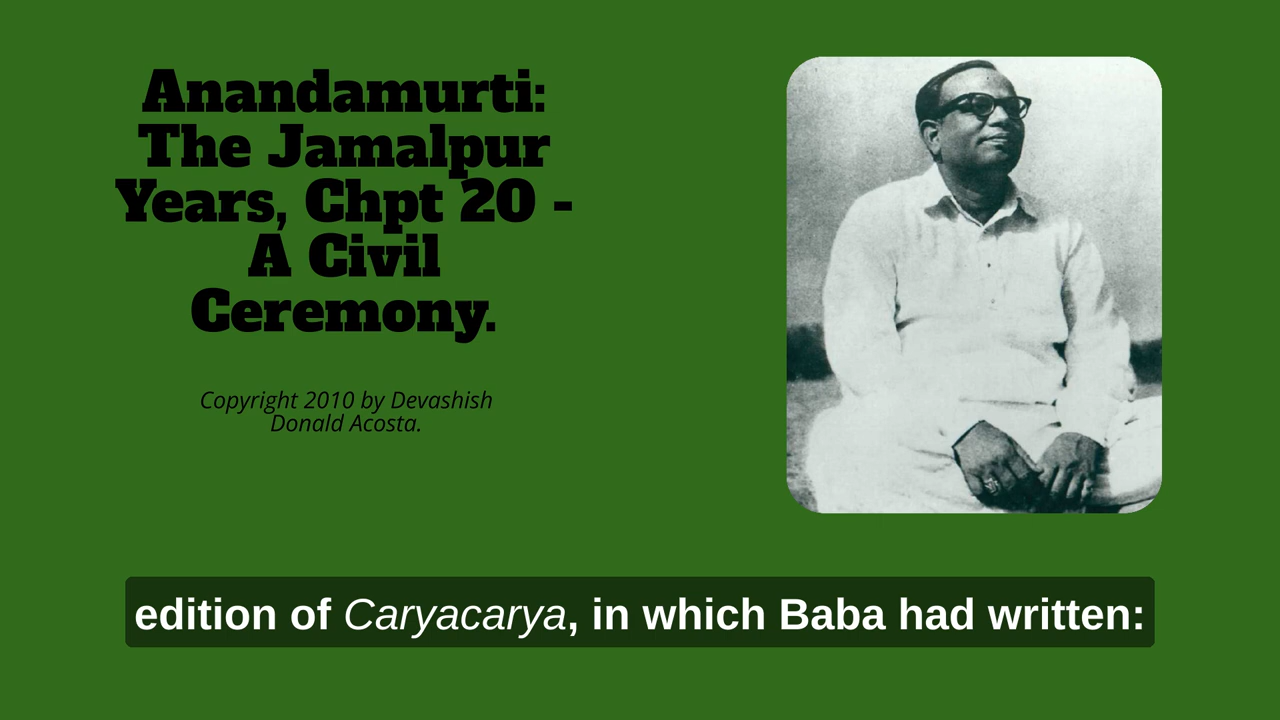 Anandamurti:
The Jamalpur
Years, Chpt 20 -
A Civil
Ceremony.
Copyright 2010 by Devashish
Donald Acosta.
edition of Caryacarya, in which Baba had written: